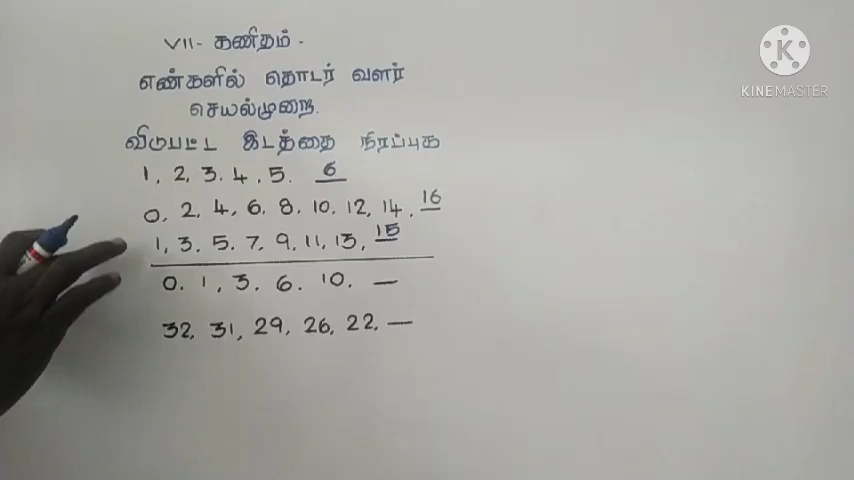 VII - கணிதம் -
எண்களில் தொடர் வளர்
செயல்முறை.
விடுபட்ட இடத்தை நிரப்புக
1, 2, 3. 4, 5. 6
0, 2, 4, 6. 8, 10. 12, 14. 16
1, 3. 5. 7, 9, 11, 13, 15
0. 1, 3. 6. 10. —
32, 31, 29, 26, 22, —
K
KINEMASTER